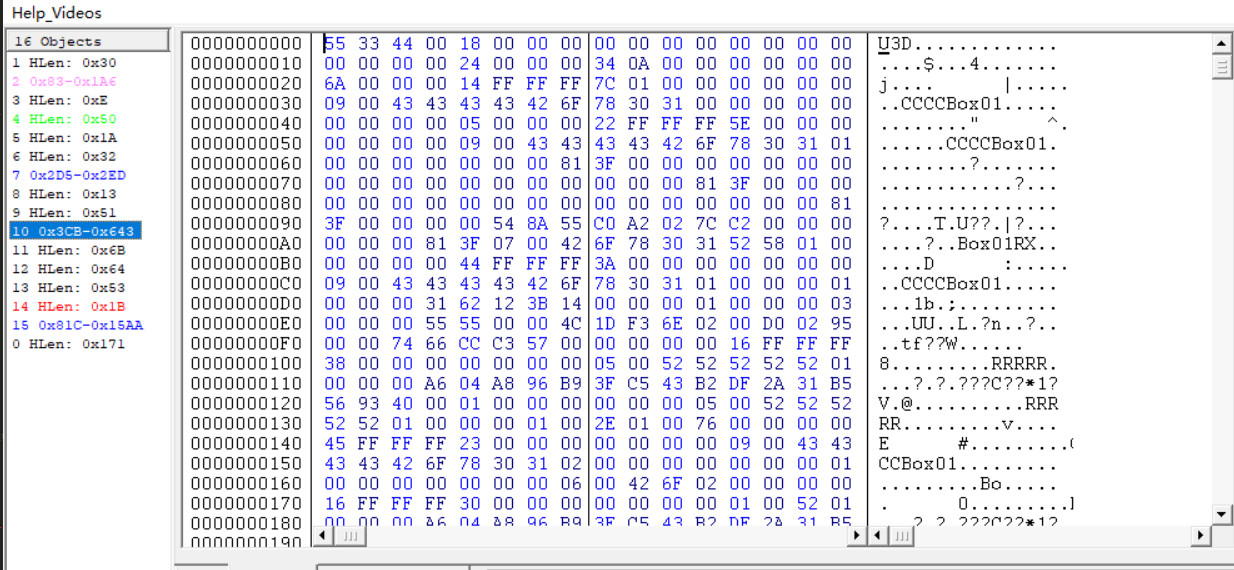 Help_Videos
16 Objects
1 HLen: 0x30
2 0x83-0x1A6
3 HLen: 0xE
4 HLen: 0x50
5 HLen: 0x1A
6 HLen: 0x32
7 0x2D5-0x2ED
8 HLen: 0x13
9 HLen: 0x51
10 0x3CB-0x643
11 HLen: 0x6B
12 HLen: 0x64
13 HLen: 0x53
14 HLen: 0x1B
15 0x81C-0x15AA
0 HLen: 0x171
0000000000 55 33 44 00 18 00 00 00 00 00 00 00 00 00 00 00 U3D.............
0000000010 00 00 00 00 24 00 00 00 34 0A 00 00 00 00 00 00 ....$...4.......
0000000020 6A 00 00 00 14 FF FF FF 7C 01 00 00 00 00 00 00 j.... |.....
0000000030 09 00 43 43 43 43 42 6F 78 30 31 00 00 00 00 00 ..CCCCBox01.....
0000000040 00 00 00 00 05 00 00 00 22 FF FF FF 5E 00 00 00 ........" ^.
0000000050 00 00 00 00 09 00 43 43 43 43 42 6F 78 30 31 01 ......CCCCBox01.
0000000060 00 00 00 00 00 00 00 81 3F 00 00 00 00 00 00 00 ........?.......
0000000070 00 00 00 00 00 00 00 00 00 00 00 81 3F 00 00 00 ............?...
0000000080 00 00 00 00 00 00 00 00 00 00 00 00 00 00 00 81 ................
0000000090 3F 00 00 00 00 54 8A 55 C0 A2 02 7C C2 00 00 00 ?....T.U??.|?...
00000000A0 00 00 00 81 3F 07 00 42 6F 78 30 31 52 58 01 00 ....?..Box01RX..
00000000B0 00 00 00 00 44 FF FF FF 3A 00 00 00 00 00 00 00 ....D :.....
00000000C0 09 00 43 43 43 43 42 6F 78 30 31 01 00 00 00 01 ..CCCCBox01.....
00000000D0 00 00 00 31 62 12 3B 14 00 00 00 01 00 00 00 03 ...1b.;.........
00000000E0 00 00 00 55 55 00 00 4C 1D F3 6E 02 00 D0 02 95 ...UU..L.?n..?..
00000000F0 00 00 74 66 CC C3 57 00 00 00 00 00 16 FF FF FF ..tf??W......
0000000100 38 00 00 00 00 00 00 00 05 00 52 52 52 52 52 01 8.........RRRRR.
0000000110 00 00 00 A6 04 A8 96 B9 3F C5 43 B2 DF 2A 31 B5 ...?.?.???C??*1?
0000000120 56 93 40 00 01 00 00 00 00 00 00 05 00 52 52 52 V.@..........RRR
0000000130 52 52 01 00 00 00 01 00 2E 01 00 76 00 00 00 00 RR.........v....
0000000140 45 FF FF FF 23 00 00 00 00 00 00 00 09 00 43 43 E #.........
0000000150 43 43 42 6F 78 30 31 02 00 00 00 00 00 00 00 01 CCBox01.........
0000000160 00 00 00 00 00 00 00 06 00 42 6F 02 00 00 00 00 .........Bo.....
0000000170 16 FF FF FF 30 00 00 00 00 00 00 00 01 00 52 01 . 0.........
0000000180 00 00 00 A6 04 A8 96 B9 3F C5 43 B2 DF 2A 31 B5 ...?.?.???C??*1?
0000000190